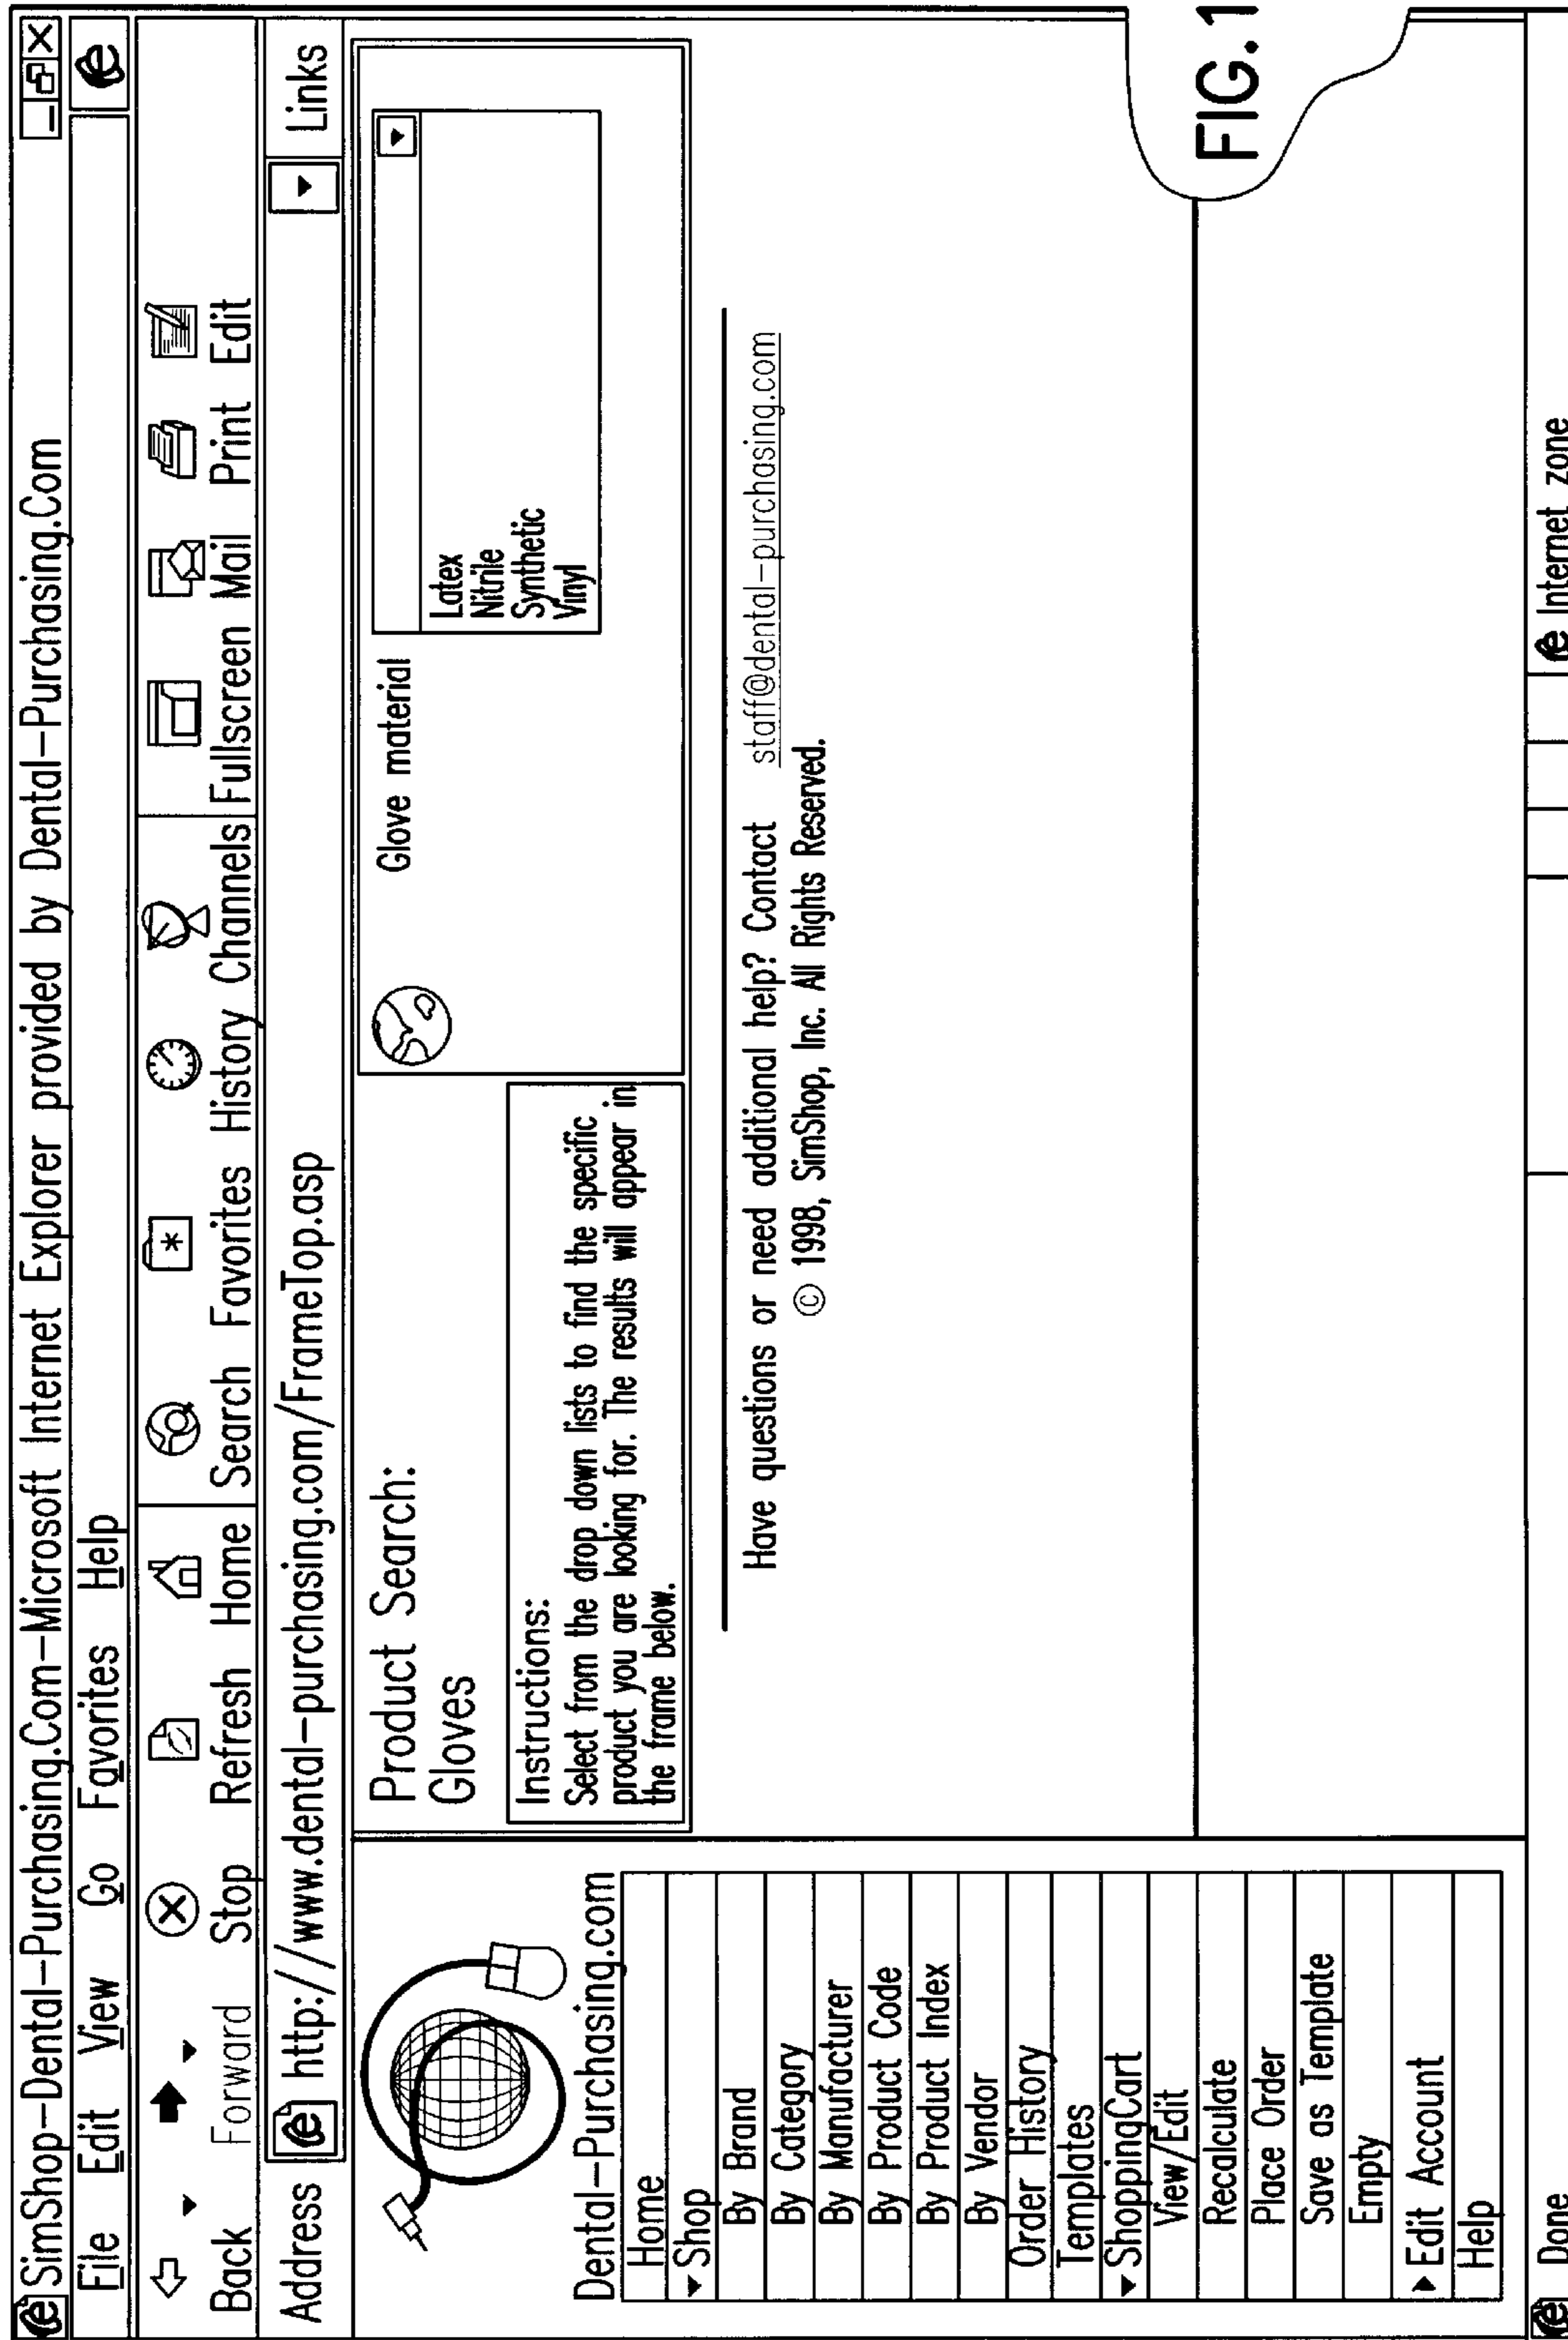 SimShop-Dental-Purchasing.Com-Microsoft Internet Explorer provided by Dental-Purchasing.Com
File Edit View Go Favorites Help
Back Forward Stop Refresh Home Search Favorites History Channels Fullscreen Mail Print Edit
Address http://www.dental-purchasing.com/FrameTop.asp Links
Dental-Purchasing.com
Home
Shop
By Brand
By Category
By Manufacturer
By Product Code
By Product Index
By Vendor
Order History
Templates
ShoppingCart
View/Edit
Recalculate
Place Order
Save as Template
Empty
Edit Account
Help
Product Search:
Gloves
Instructions:
Select from the drop down lists to find the specific
product you are looking for. The results will appear in
the frame below.
Glove material
Latex
Nitrile
Synthetic
Vinyl
Have questions or need additional help? Contact staff@dental-purchasing.com
© 1998, SimShop, Inc. All Rights Reserved.
FIG.1
Done Internet zone